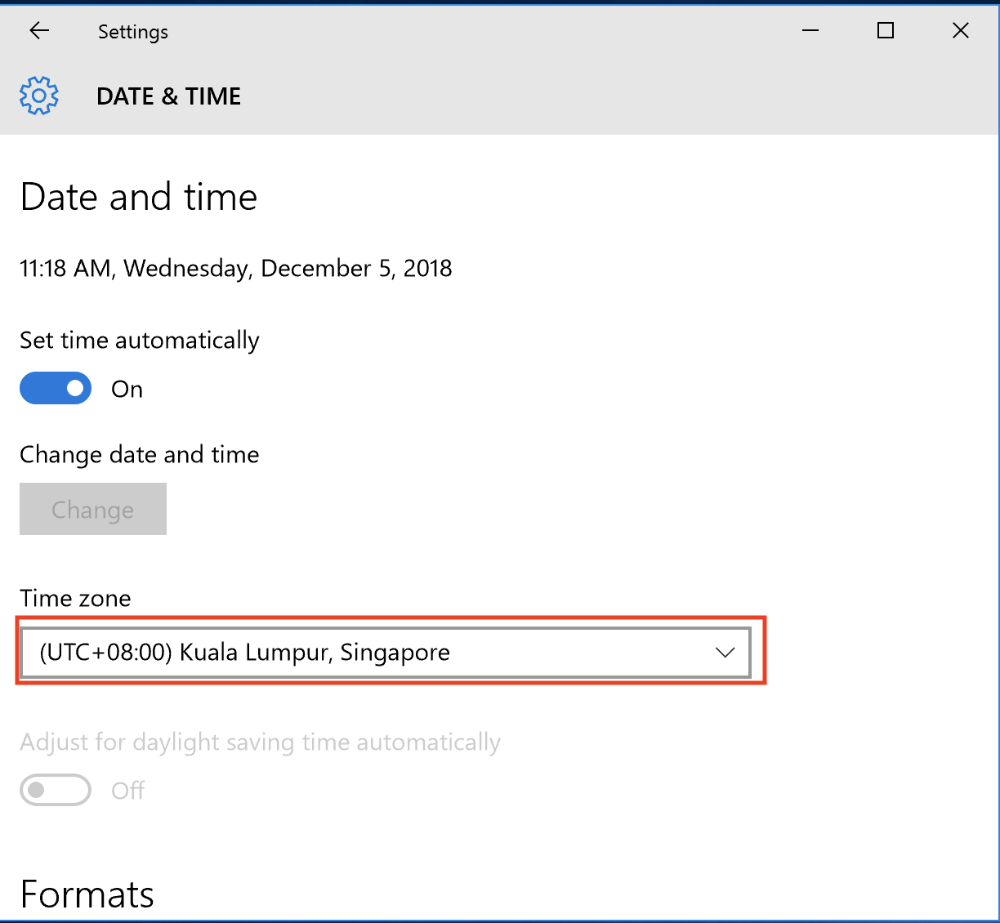 Settings
DATE & TIME
Date and time
11:18 AM, Wednesday, December 5, 2018
Set time automatically
On
Change date and time
Change
Time zone
(UTC+08:00) Kuala Lumpur, Singapore
Adjust for daylight saving time automatically
Off
Formats